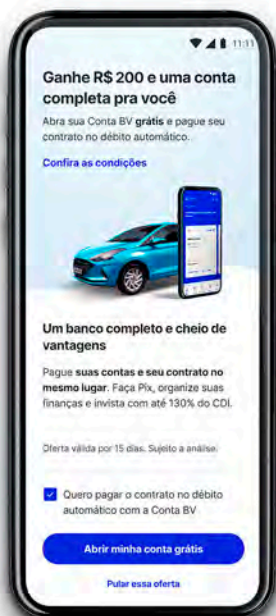 11:11
Ganhe R$ 200 e uma conta
completa pra você
Abra sua Conta BV grátis e pague seu
contrato no débito automático.
Confira as condições
Um banco completo e cheio de
vantagens
Pague suas contas e seu contrato no
mesmo lugar. Faça Pix, organize suas
finanças e invista com até 130% do CDI.
Oferta válida por 15 dias. Sujeito a análise.
Quero pagar o contrato no débito
automático com a Conta BV
Abrir minha conta grátis
Pular essa oferta